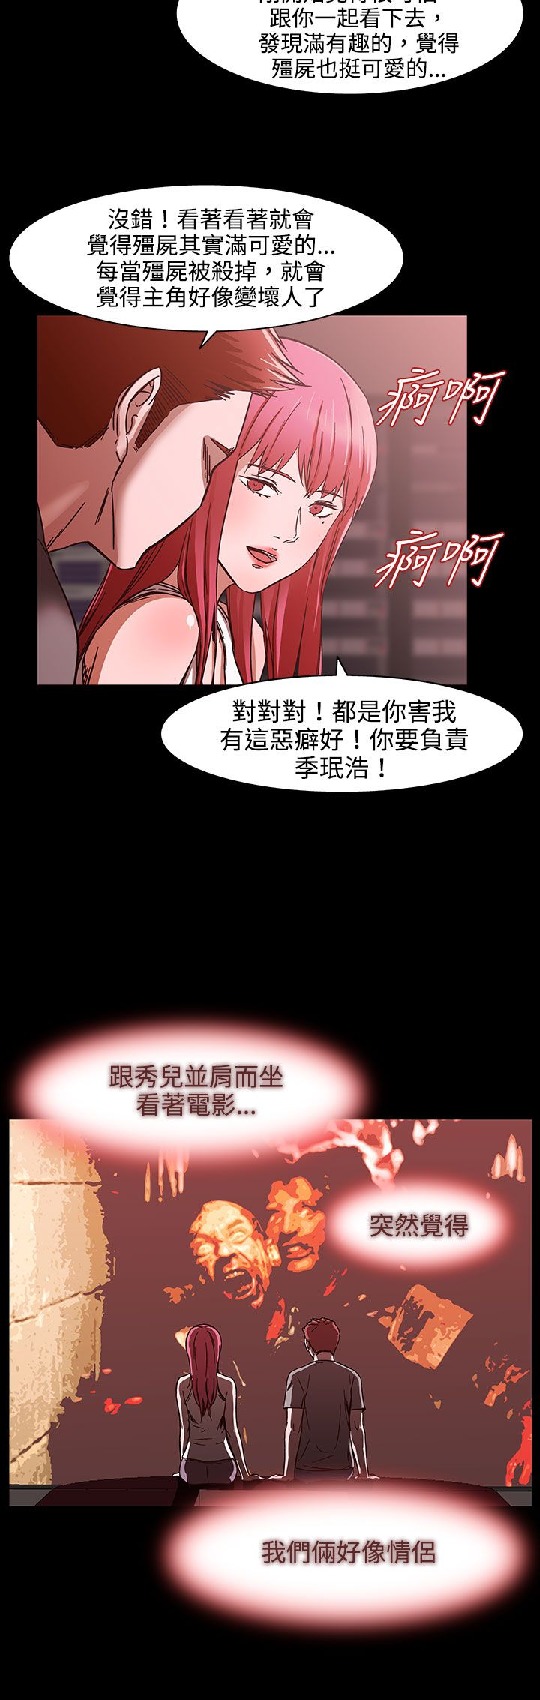 跟你一起看下去，
發現滿有趣的，覺得
殭屍也挺可愛的...
沒錯！看著看著就會
覺得殭屍其實滿可愛的...
每當殭屍被殺掉，就會
覺得主角好像變壞人了
痾啊
痾啊
對對對！都是你害我
有這惡癖好！你要負責
季珉浩！
跟秀兒並肩而坐
看著電影...
突然覺得
我們倆好像情侶